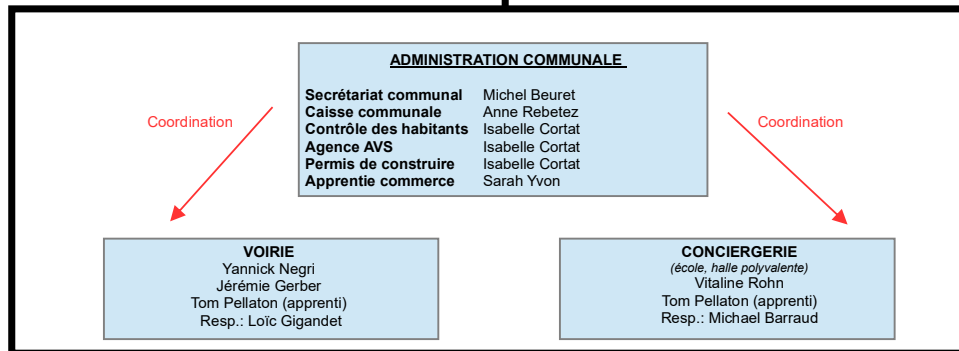 ADMINISTRATION COMMUNALE
Secrétariat communal Michel Beuret
Caisse communale Anne Rebetez
Contrôle des habitants Isabelle Cortat
Agence AVS Isabelle Cortat
Permis de construire Isabelle Cortat
Apprentie commerce Sarah Yvon
Coordination
Coordination
VOIRIE
Yannick Negri
Jérémie Gerber
Tom Pellaton (apprenti)
Resp.: Loïc Gigandet
CONCIERGERIE
(école, halle polyvalente)
Vitaline Rohn
Tom Pellaton (apprenti)
Resp.: Michael Barraud